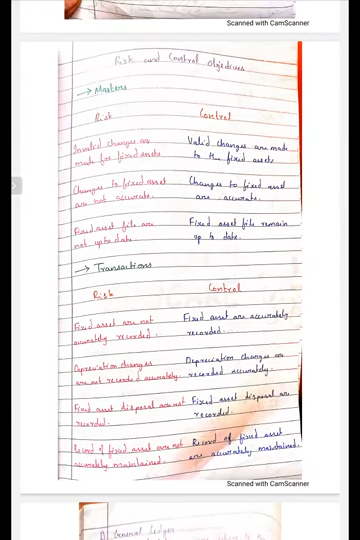 Scanned with CamScanner
Risk and Control Objectives
→ Masters
Risk Control
Invalid changes are Valid changes are made
made for fixed assets to the fixed assets
Changes to fixed asset Changes to fixed asset
are not accurate. are accurate.
Fixed asset file are Fixed asset file remain
not up to date up to date.
→ Transactions
Risk Control
Fixed asset are not Fixed asset are accurately
accurately recorded. recorded.
Depreciation changes Depreciation changes are
are not recorded accurately. recorded accurately.
Fixed asset disposal are not Fixed asset disposal are
recorded. recorded.
Record of fixed asset are not Record of fixed asset
accurately maintained. are accurately maintained.
Scanned with CamScanner
General Ledger